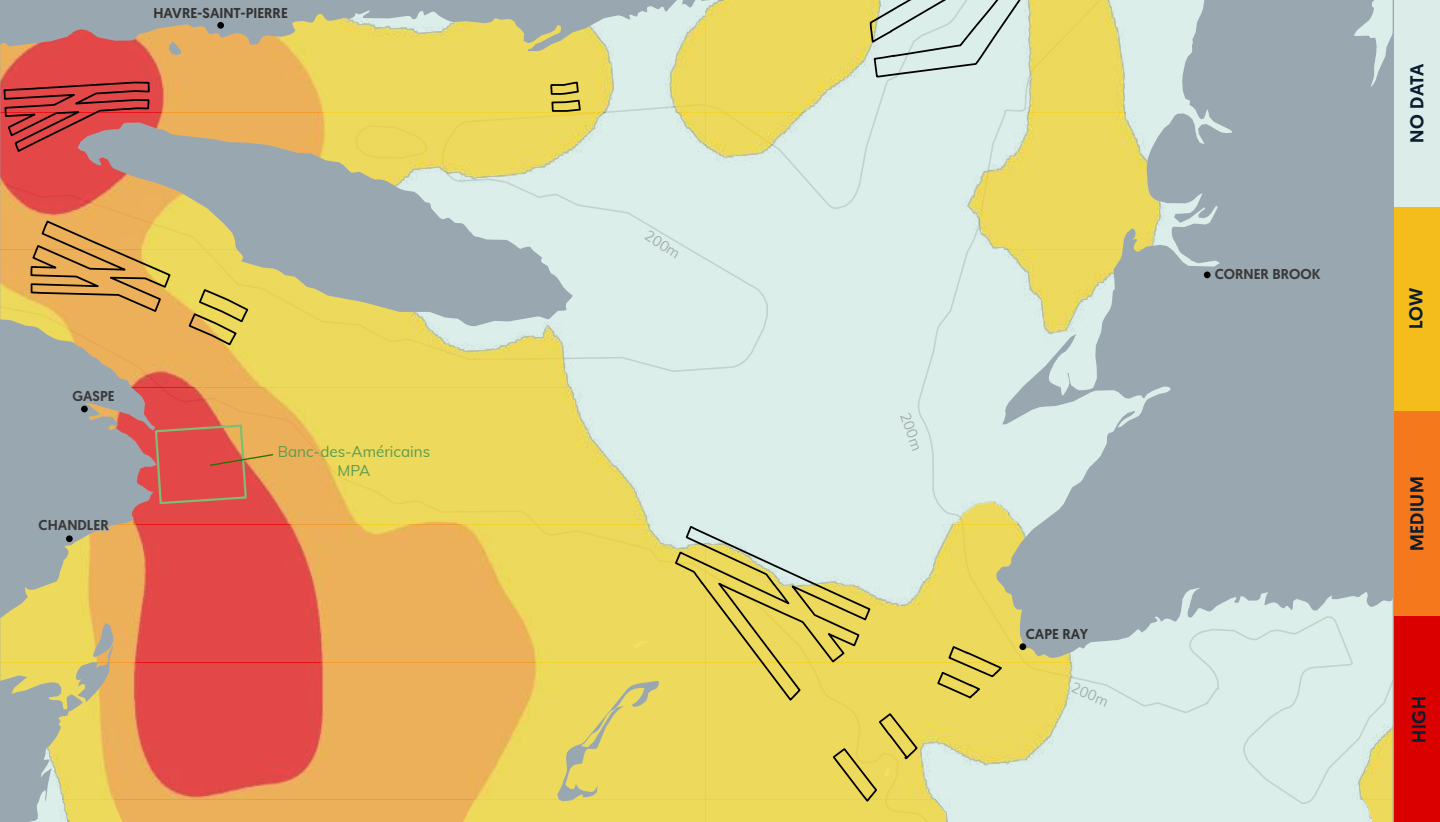 HAVRE-SAINT-PIERRE
NO DATA
200m
CORNER BROOK
LOW
GASPE
200m
Banc-des-Américains
MPA
CHANDLER
MEDIUM
CAPE RAY
200m
HIGH